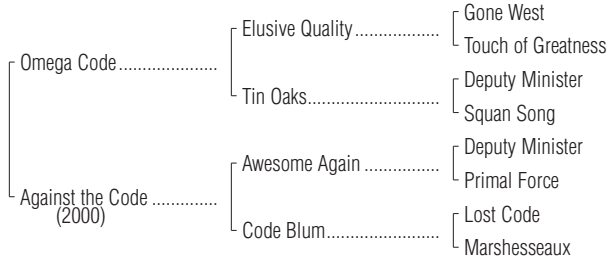 Gone West
Elusive Quality ..................
Touch of Greatness
Omega Code .....................
Deputy Minister
Tin Oaks............................
Squan Song
Deputy Minister
Awesome Again ................
Primal Force
Against the Code ..............
(2000)
Lost Code
Code Blum........................
Marshesseaux